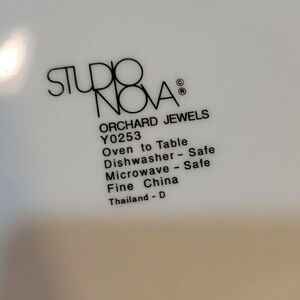 STUDIO
NOVA © ®
ORCHARD JEWELS
Y0253
Oven to Table
Dishwasher - Safe
Microwave - Safe
Fine China
Thailand - D